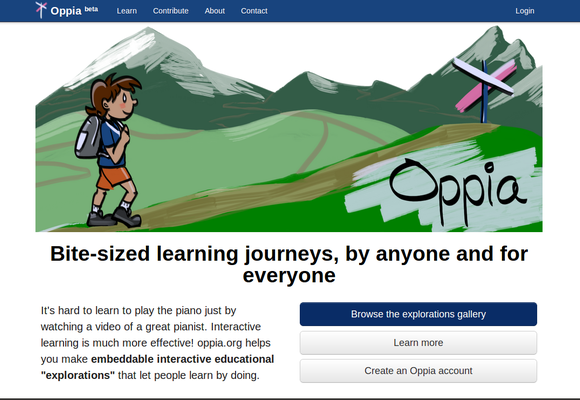 Oppia beta Learn Contribute About Contact Login
Oppia
Bite-sized learning journeys, by anyone and for
everyone
It's hard to learn to play the piano just by
watching a video of a great pianist. Interactive
learning is much more effective! oppia.org helps
you make embeddable interactive educational
"explorations" that let people learn by doing.
Browse the explorations gallery
Learn more
Create an Oppia account